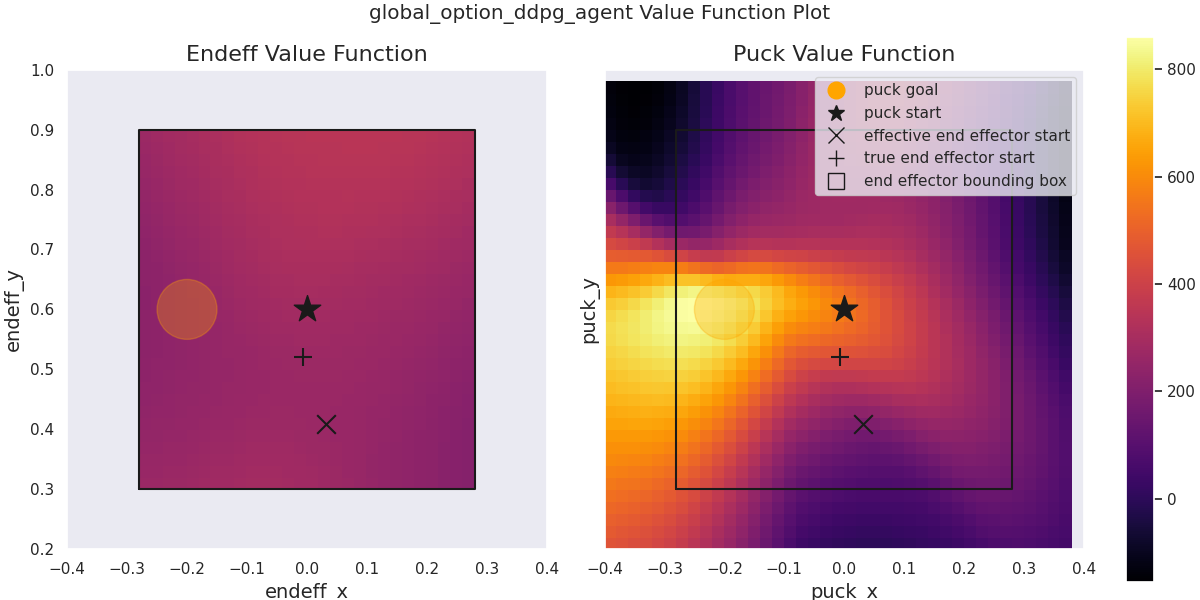 global_option_ddpg_agent Value Function Plot
Endeff Value Function
1.0
0.9
0.8
0.7
0.6
0.5
0.4
0.3
0.2
endeff_y
−0.4 −0.3 −0.2 −0.1 0.0 0.1 0.2 0.3 0.4
endeff_x
Puck Value Function
puck goal
puck start
effective end effector start
true end effector start
end effector bounding box
puck_y
−0.4 −0.3 −0.2 −0.1 0.0 0.1 0.2 0.3 0.4
puck_x
800
600
400
200
0